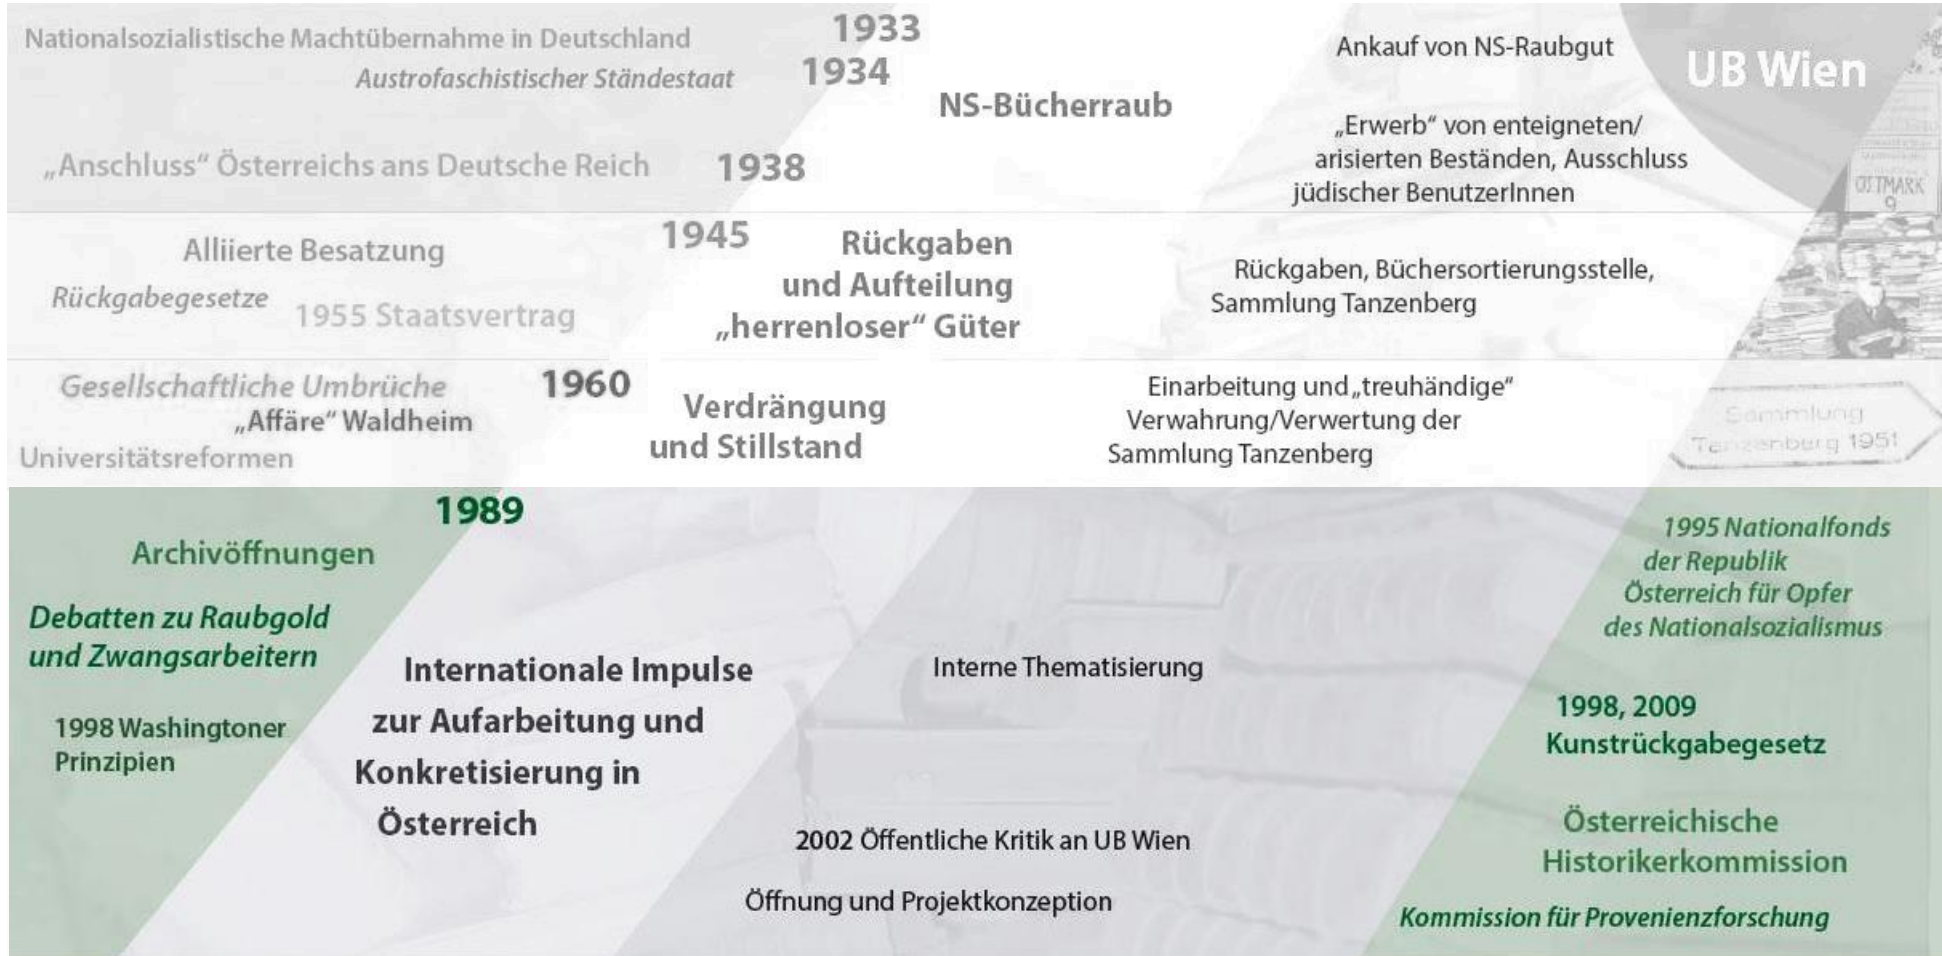 Nationalsozialistische Machtübernahme in Deutschland
1933
Austrofaschistischer Ständestaat
1934
„Anschluss“ Österreichs ans Deutsche Reich
1938
NS-Bücherraub
Ankauf von NS-Raubgut
„Erwerb“ von enteigneten/
arisierten Beständen, Ausschluss
jüdischer BenutzerInnen
UB Wien
OSTMARK
9
Alliierte Besatzung
Rückgabegesetze
1955 Staatsvertrag
1945
Rückgaben
und Aufteilung
„herrenloser“ Güter
Rückgaben, Büchersortierungsstelle,
Sammlung Tanzenberg
Gesellschaftliche Umbrüche
„Affäre“ Waldheim
Universitätsreformen
1960
Verdrängung
und Stillstand
Einarbeitung und „treuhändige“
Verwahrung/Verwertung der
Sammlung Tanzenberg
Sammlung
Tanzenberg 1951
1989
Archivöffnungen
Debatten zu Raubgold
und Zwangsarbeitern
1998 Washingtoner
Prinzipien
Internationale Impulse
zur Aufarbeitung und
Konkretisierung in
Österreich
Interne Thematisierung
2002 Öffentliche Kritik an UB Wien
Öffnung und Projektkonzeption
1995 Nationalfonds
der Republik
Österreich für Opfer
des Nationalsozialismus
1998, 2009
Kunstrückgabegesetz
Österreichische
Historikerkommission
Kommission für Provenienzforschung